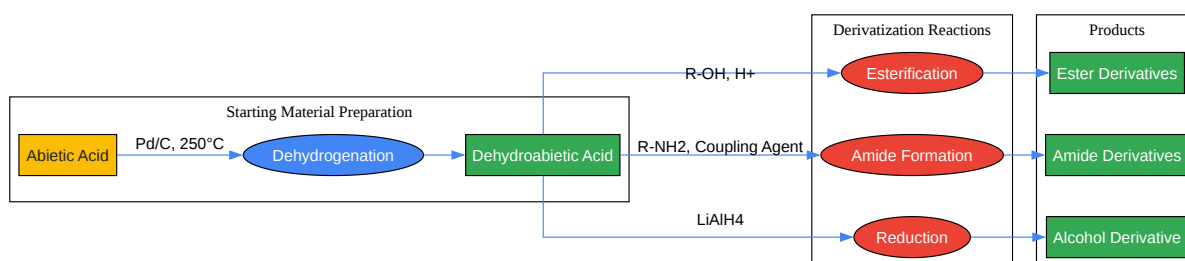 Derivatization Reactions
Products
R-OH, H+
Esterification
Ester Derivatives
Starting Material Preparation
Abietic Acid
Pd/C, 250°C
Dehydrogenation
Dehydroabietic Acid
R-NH2, Coupling Agent
Amide Formation
Amide Derivatives
LiAlH4
Reduction
Alcohol Derivative